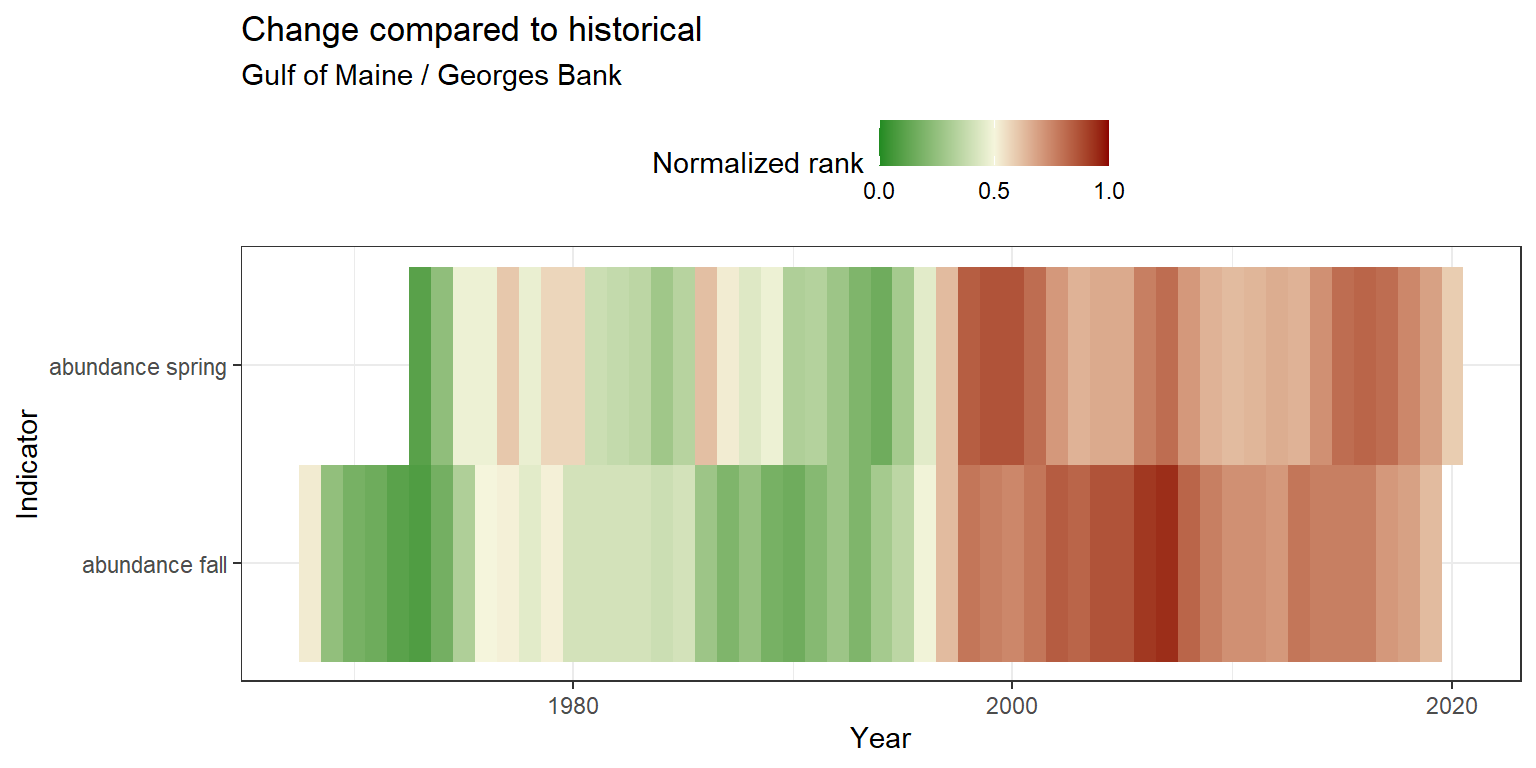 Change compared to historical
Gulf of Maine / Georges Bank
Normalized rank
0.0 0.5 1.0
Indicator
abundance spring
abundance fall
1980 2000 2020
Year